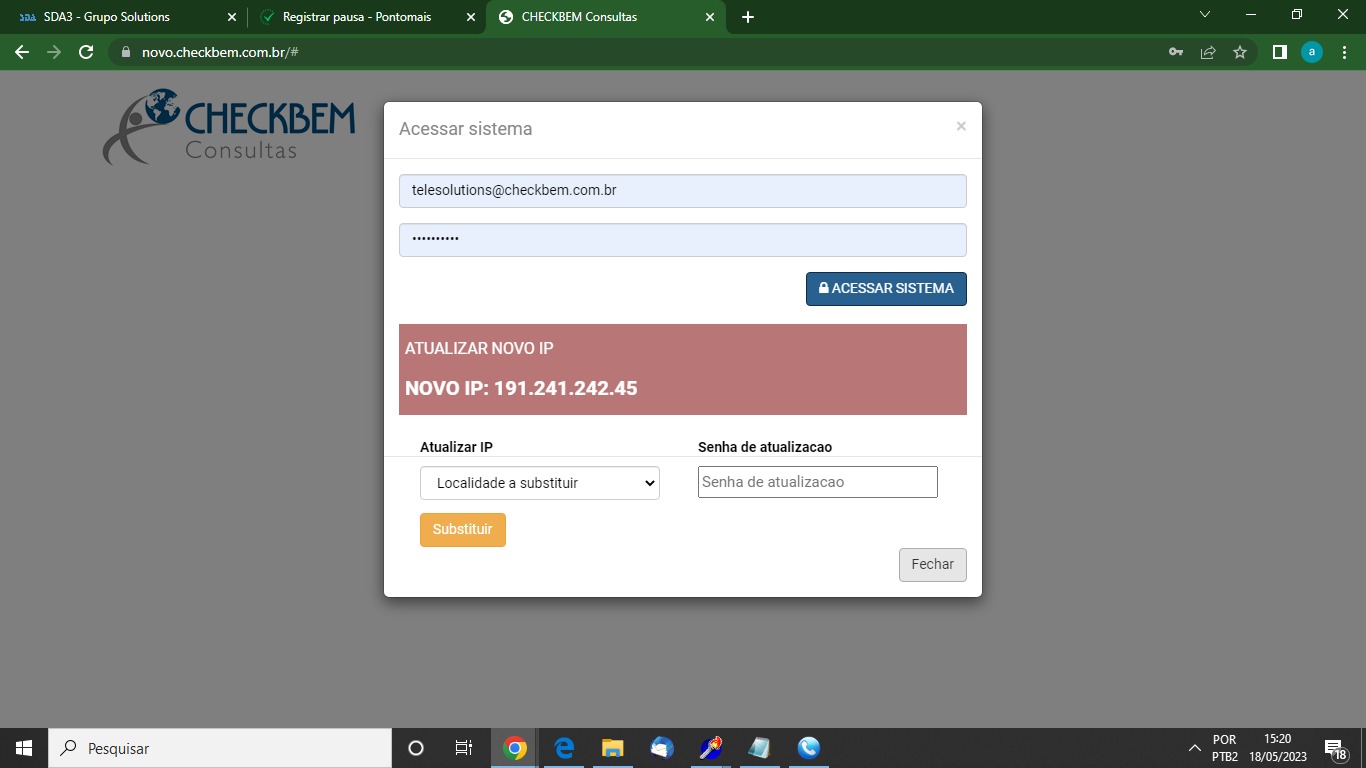 SDA SDA3 - Grupo Solutions
Registrar pausa - Pontomais
CHECKBEM Consultas
novo.checkbem.com.br/#
a
CHECKBEM
Consultas
Acessar sistema
×
telesolutions@checkbem.com.br
••••••••••
ACESSAR SISTEMA
ATUALIZAR NOVO IP
NOVO IP: 191.241.242.45
Atualizar IP
Senha de atualizacao
Localidade a substituir
Senha de atualizacao
Substituir
Fechar
Pesquisar
POR
PTB2
15:20
18/05/2023
18